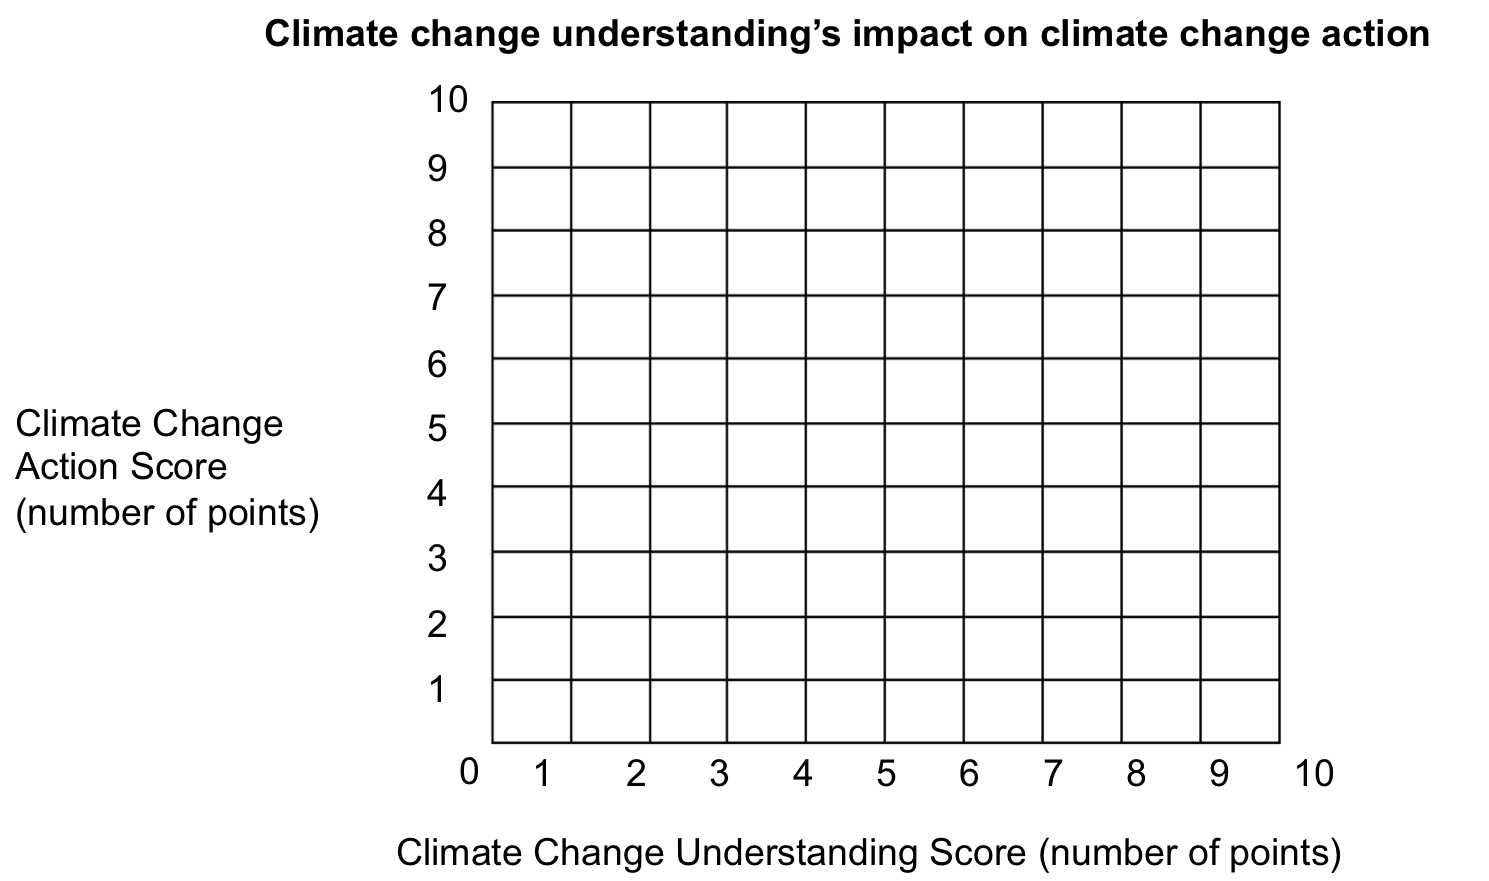 Climate change understanding’s impact on climate change action
10
9
8
7
6
5
4
3
2
1
Climate Change
Action Score
(number of points)
0 1 2 3 4 5 6 7 8 9 10
Climate Change Understanding Score (number of points)